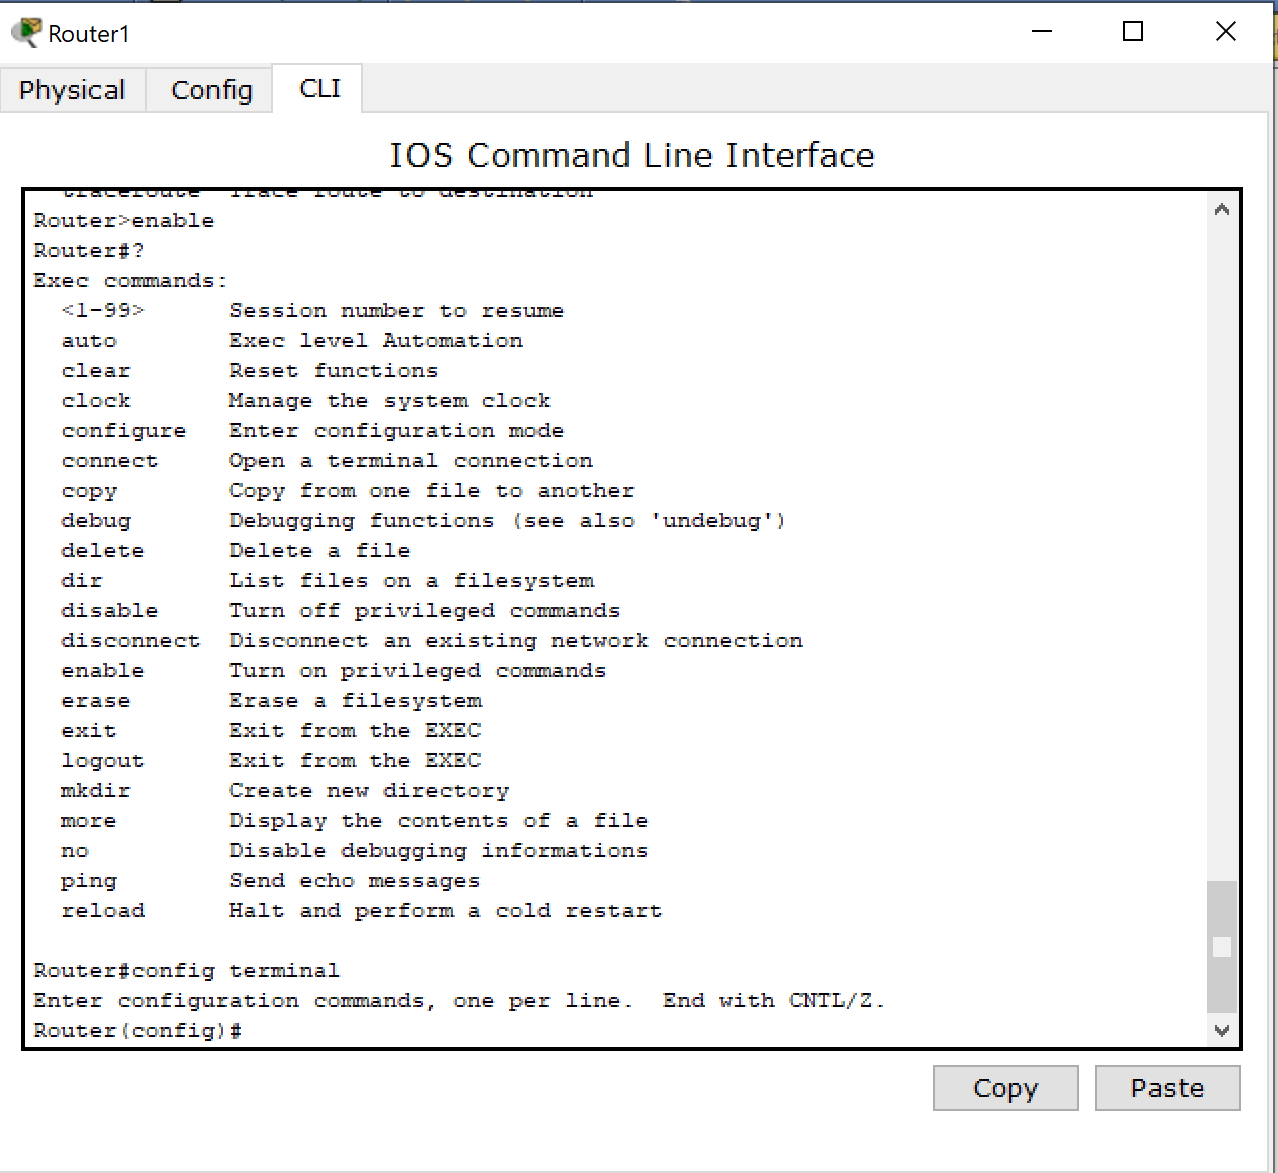 Router1
Physical Config CLI
IOS Command Line Interface
traceroute  Trace route to destination
Router>enable
Router#?
Exec commands:
  <1-99>      Session number to resume
  auto        Exec level Automation
  clear       Reset functions
  clock       Manage the system clock
  configure   Enter configuration mode
  connect     Open a terminal connection
  copy        Copy from one file to another
  debug       Debugging functions (see also 'undebug')
  delete      Delete a file
  dir         List files on a filesystem
  disable     Turn off privileged commands
  disconnect  Disconnect an existing network connection
  enable      Turn on privileged commands
  erase       Erase a filesystem
  exit        Exit from the EXEC
  logout      Exit from the EXEC
  mkdir       Create new directory
  more        Display the contents of a file
  no          Disable debugging informations
  ping        Send echo messages
  reload      Halt and perform a cold restart
Router#config terminal
Enter configuration commands, one per line.  End with CNTL/Z.
Router(config)#
Copy Paste